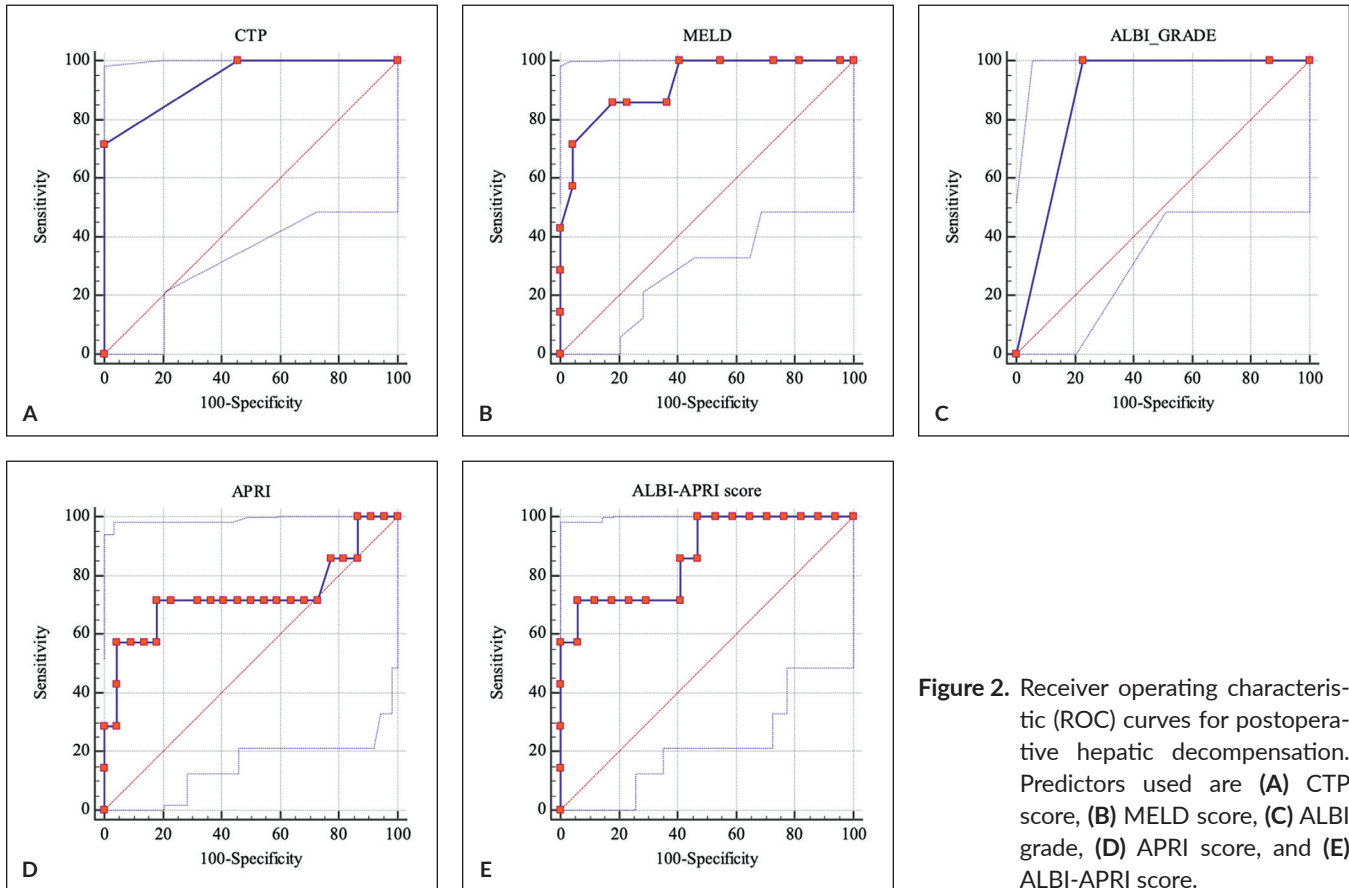 CTP
100
80
60
40
20
0
Sensitivity
0 20 40 60 80 100
100-Specificity
A
MELD
100
80
60
40
20
0
Sensitivity
0 20 40 60 80 100
100-Specificity
B
ALBI_GRADE
100
80
60
40
20
0
Sensitivity
0 20 40 60 80 100
100-Specificity
C
APRI
100
80
60
40
20
0
Sensitivity
0 20 40 60 80 100
100-Specificity
D
ALBI-APRI score
100
80
60
40
20
0
Sensitivity
0 20 40 60 80 100
100-Specificity
E
Figure 2. Receiver operating characteris-
tic (ROC) curves for postopera-
tive hepatic decompensation.
Predictors used are (A) CTP
score, (B) MELD score, (C) ALBI
grade, (D) APRI score, and (E)
ALBI-APRI score.